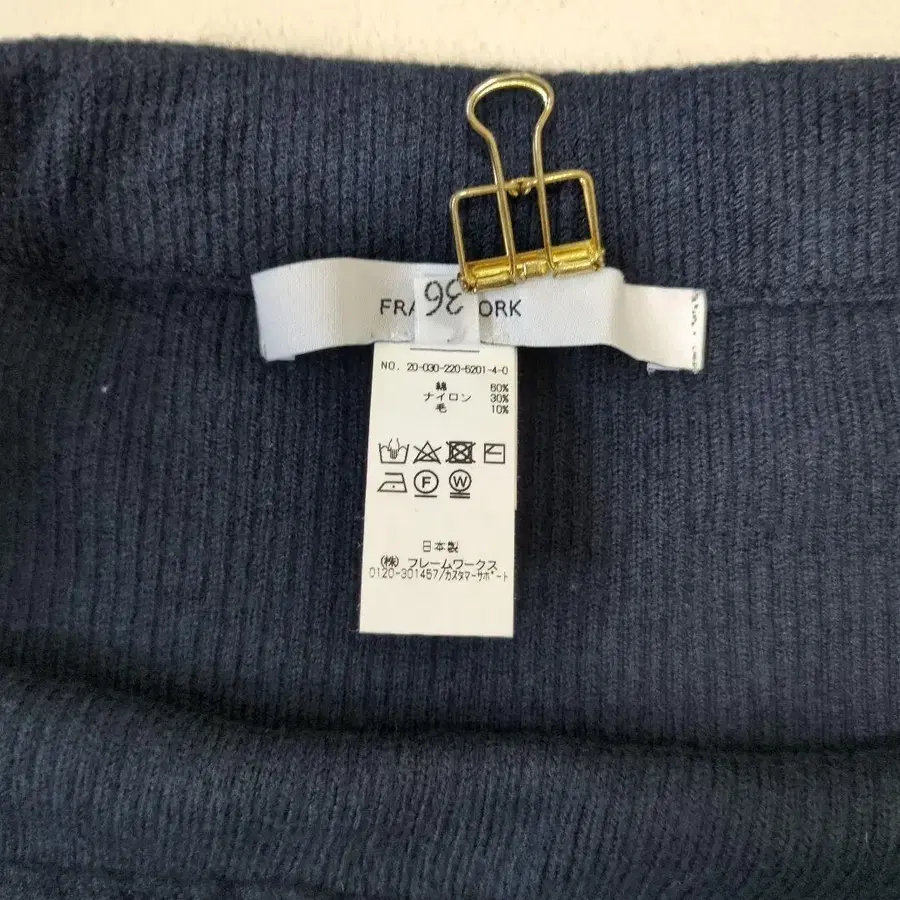 36
FRA ORK
NO. 20-030-220-5201-4-0
綿 60%
ナイロン 30%
毛 10%
F W
日本製
(株) フレームワークス
0120-301457/カスタマーサポート